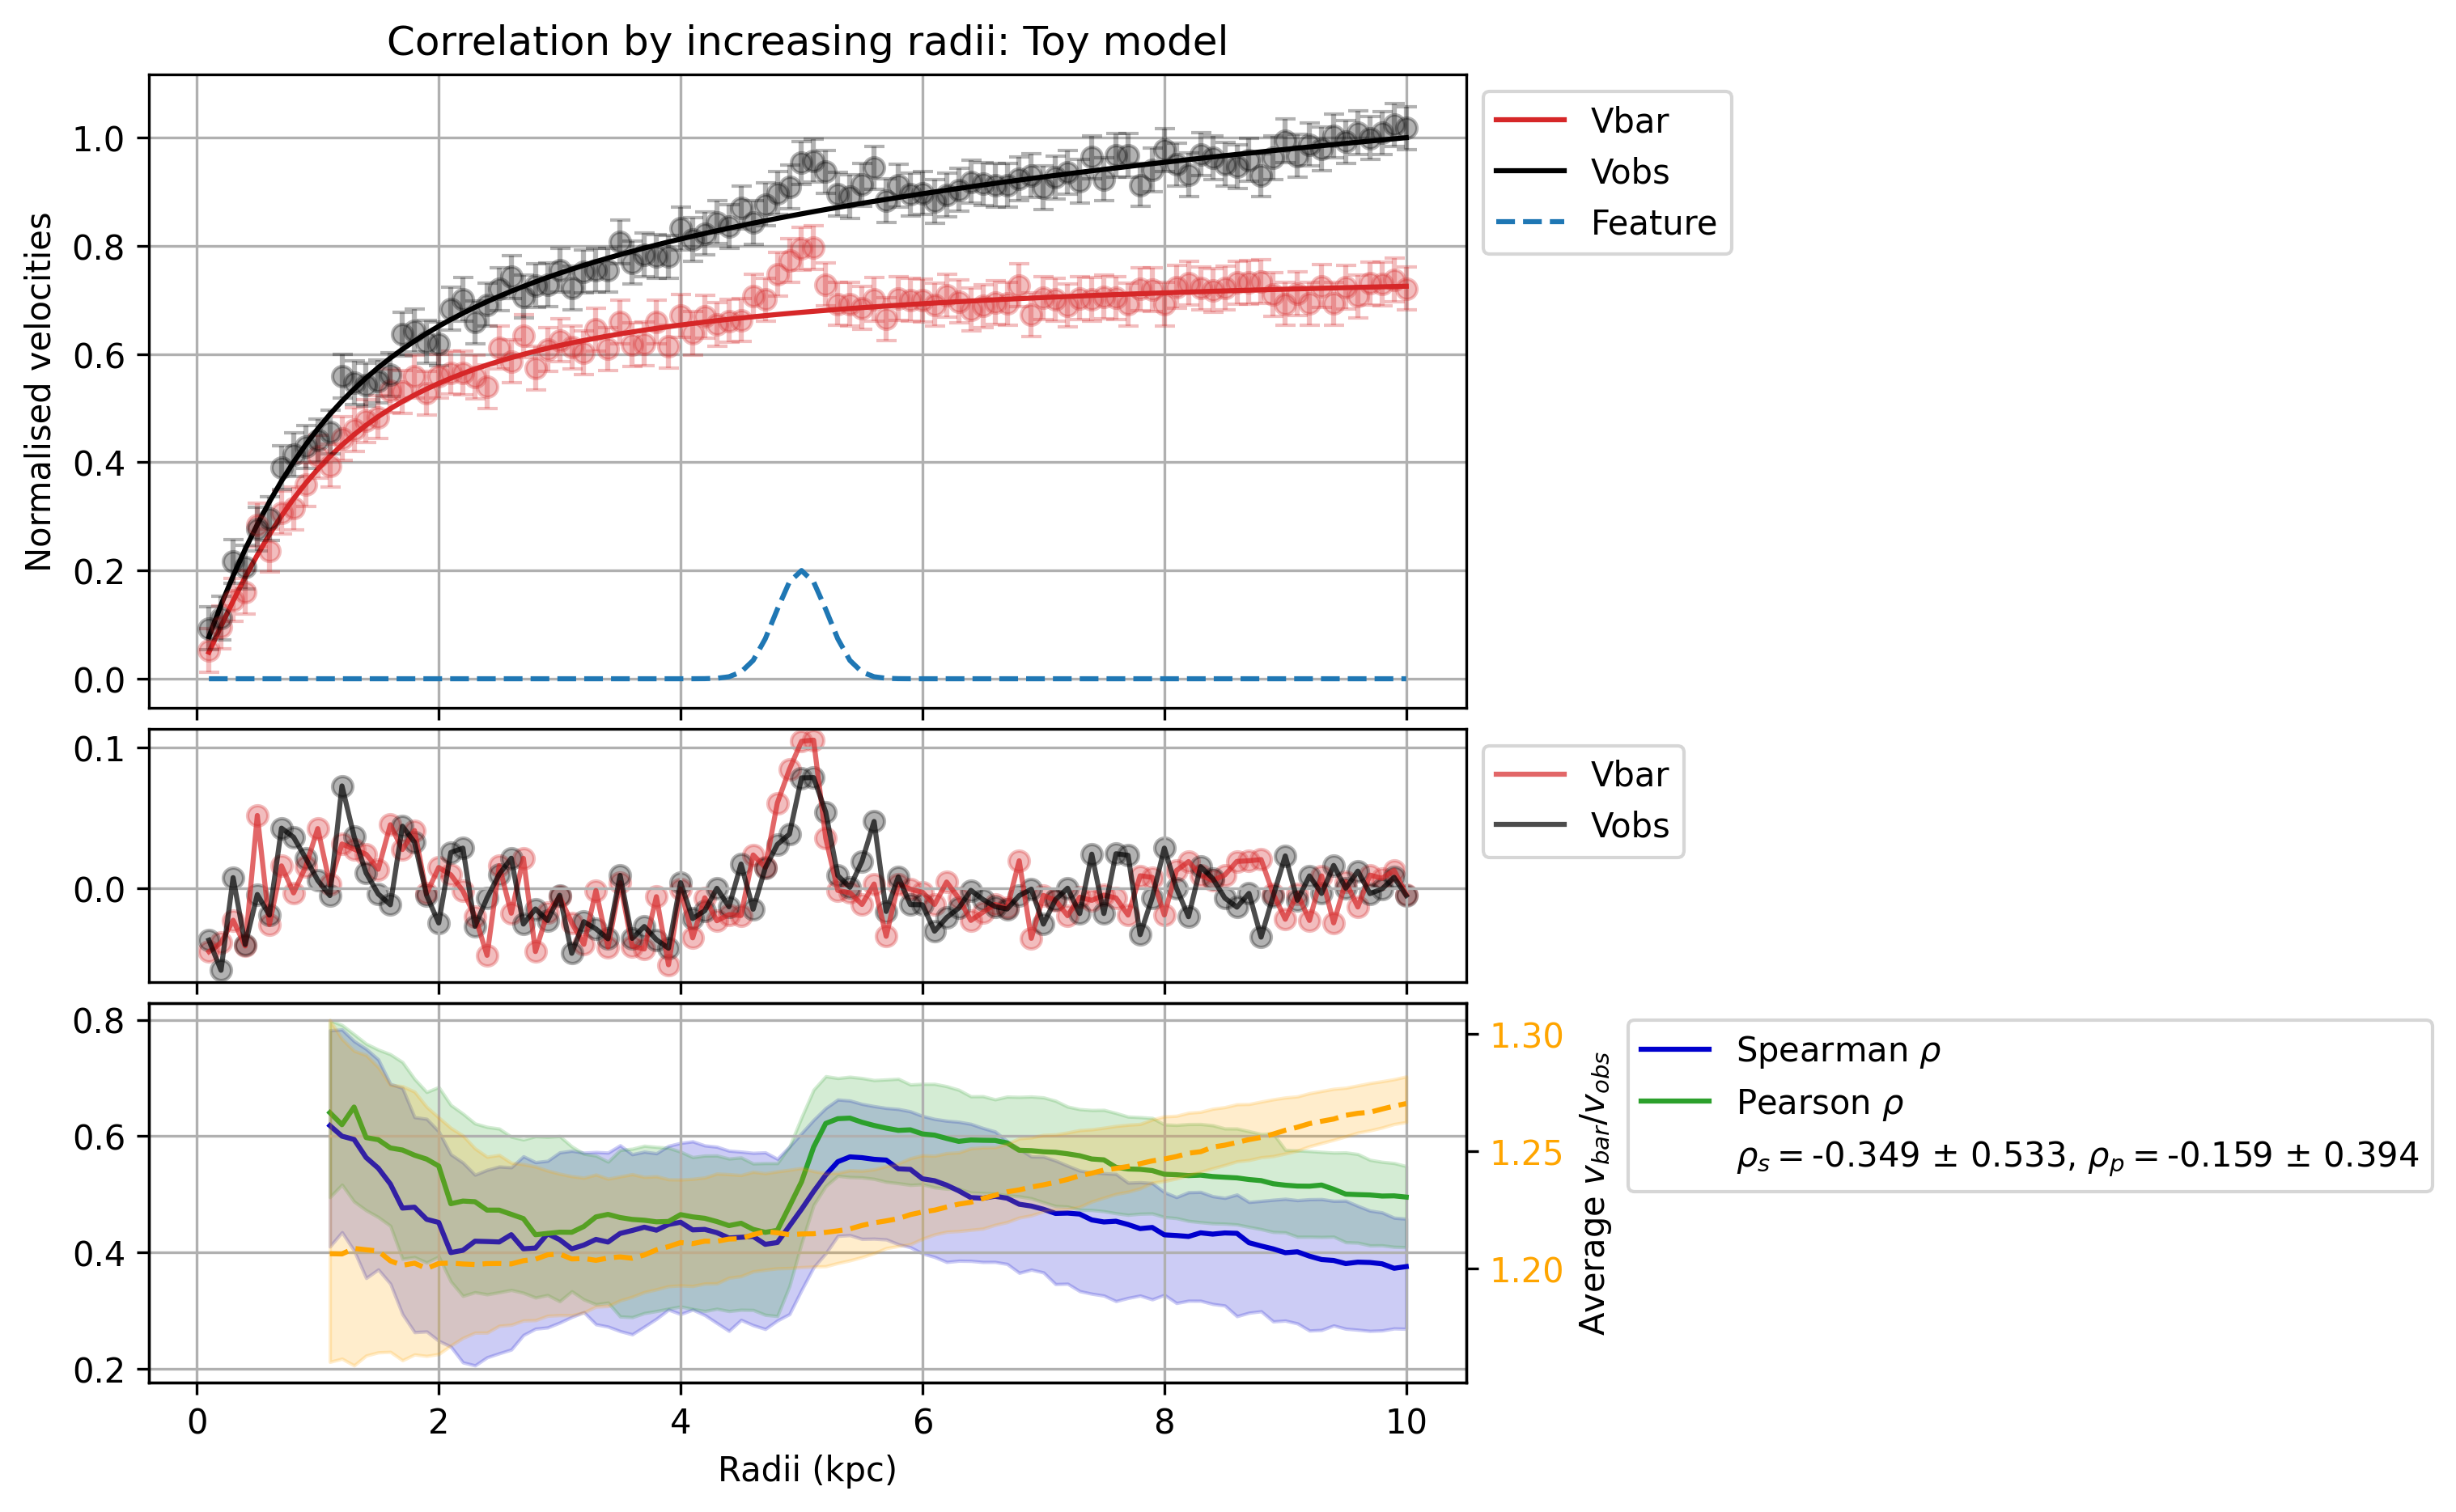 Correlation by increasing radii: Toy model
Normalised velocities
1.0
0.8
0.6
0.4
0.2
0.0
Vbar
Vobs
Feature
0.1
0.0
Vbar
Vobs
0.8
0.6
0.4
0.2
1.30
1.25
1.20
Average v_bar/v_obs
Spearman ρ
Pearson ρ
ρ_s = -0.349 ± 0.533, ρ_p = -0.159 ± 0.394
0 2 4 6 8 10
Radii (kpc)